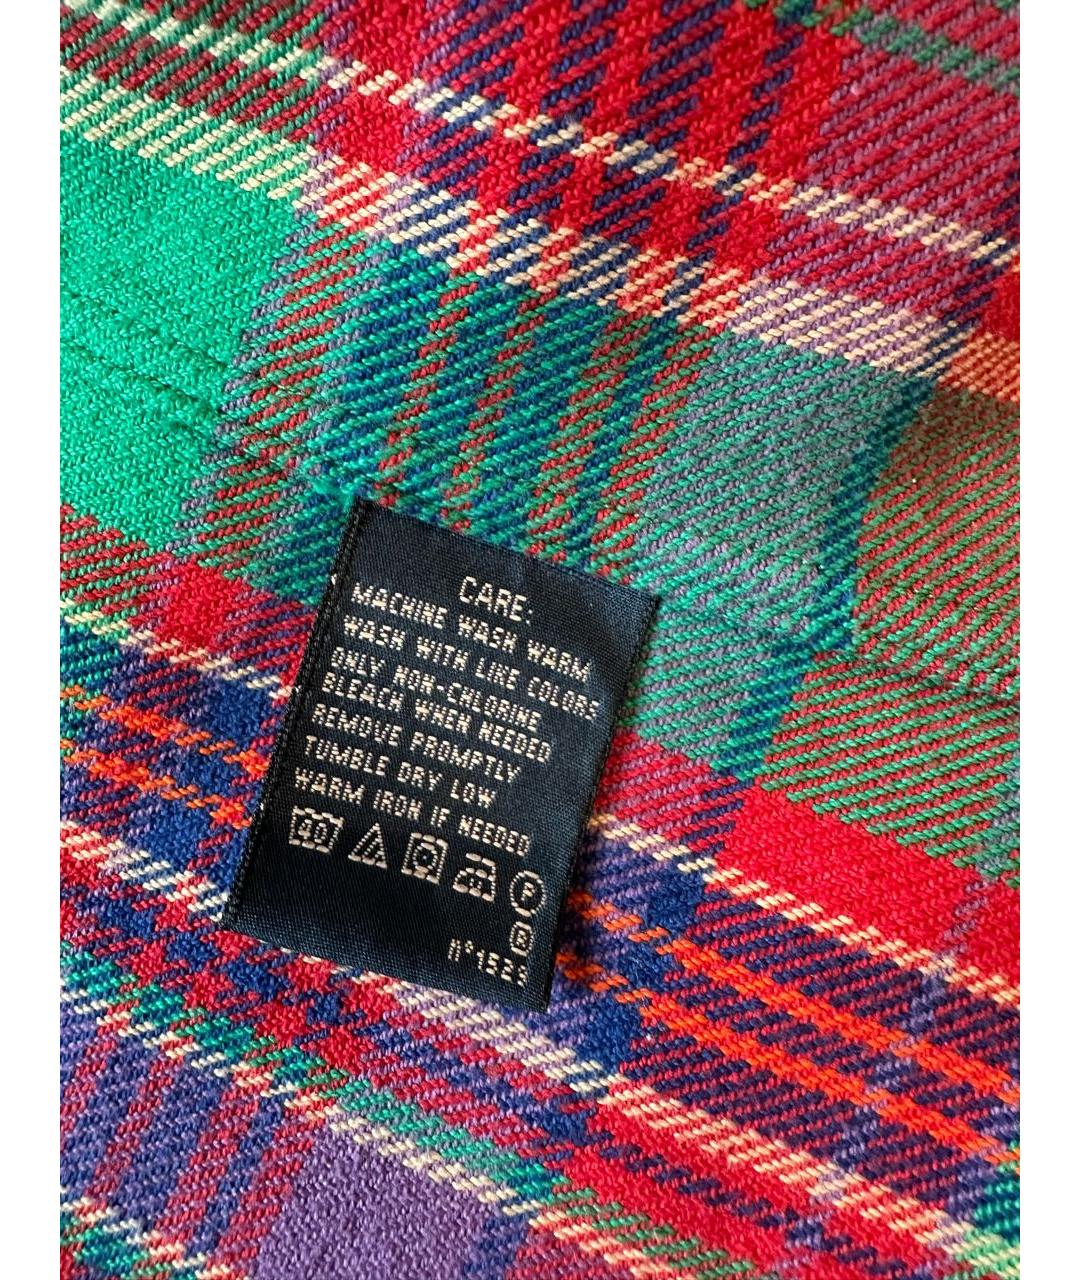 CARE:
MACHINE WASH WARM
WASH WITH LIKE COLORS
ONLY NON-CHLORINE
BLEACH WHEN NEEDED
REMOVE PROMPTLY
TUMBLE DRY LOW
WARM IRON IF NEEDED
40 F
R